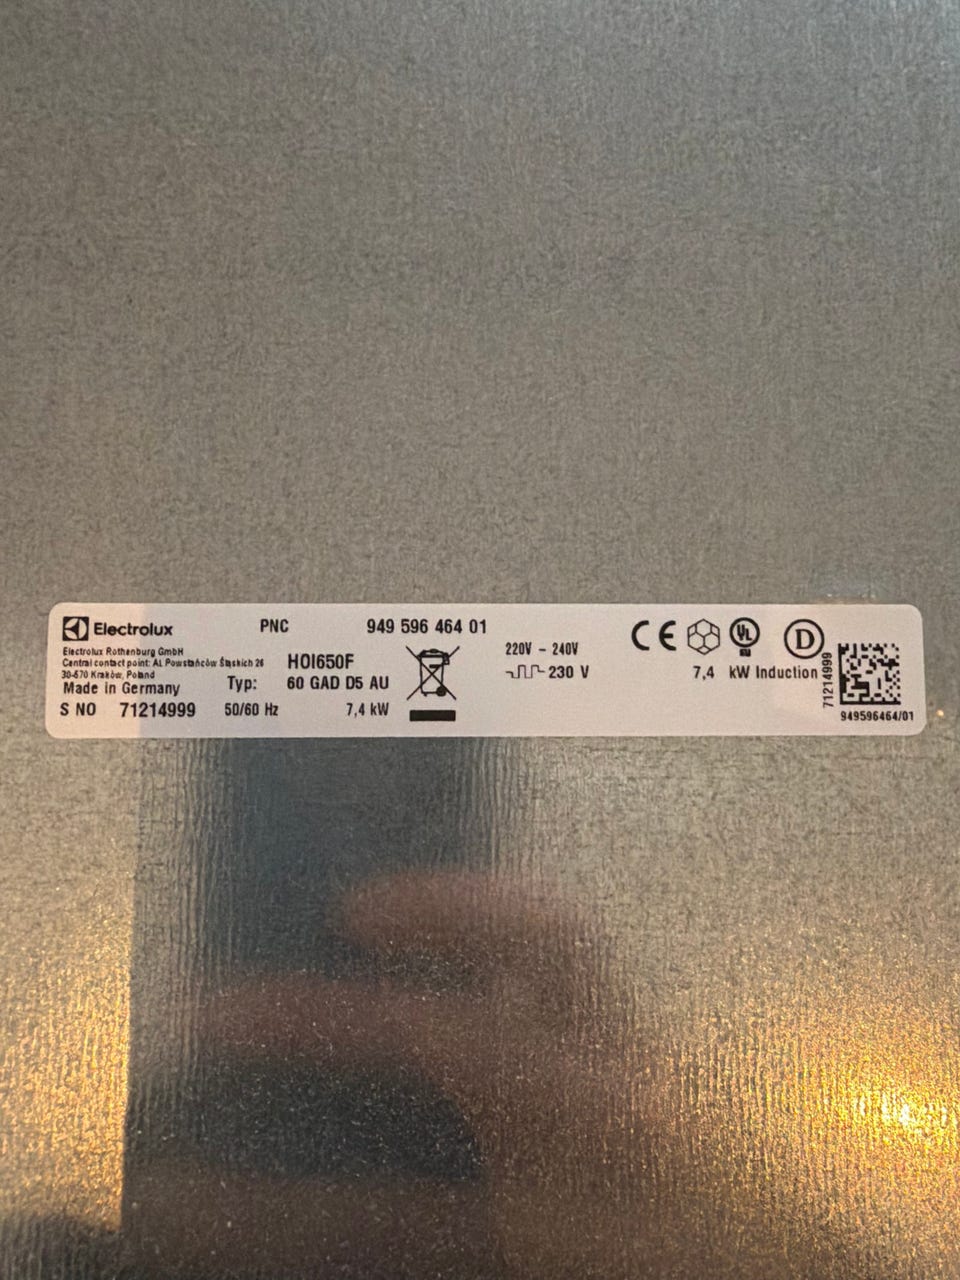 Electrolux PNC 949 596 464 01
Electrolux Rothenburg GmbH
Central contact point: Al. Powstańców Śląskich 26
30-570 Kraków, Poland
Made in Germany
S NO 71214999
HOI650F
Typ: 60 GAD D5 AU
50/60 Hz 7,4 kW
220V – 240V
230 V
CE UL D
7,4 kW Induction
71214999
949596464/01